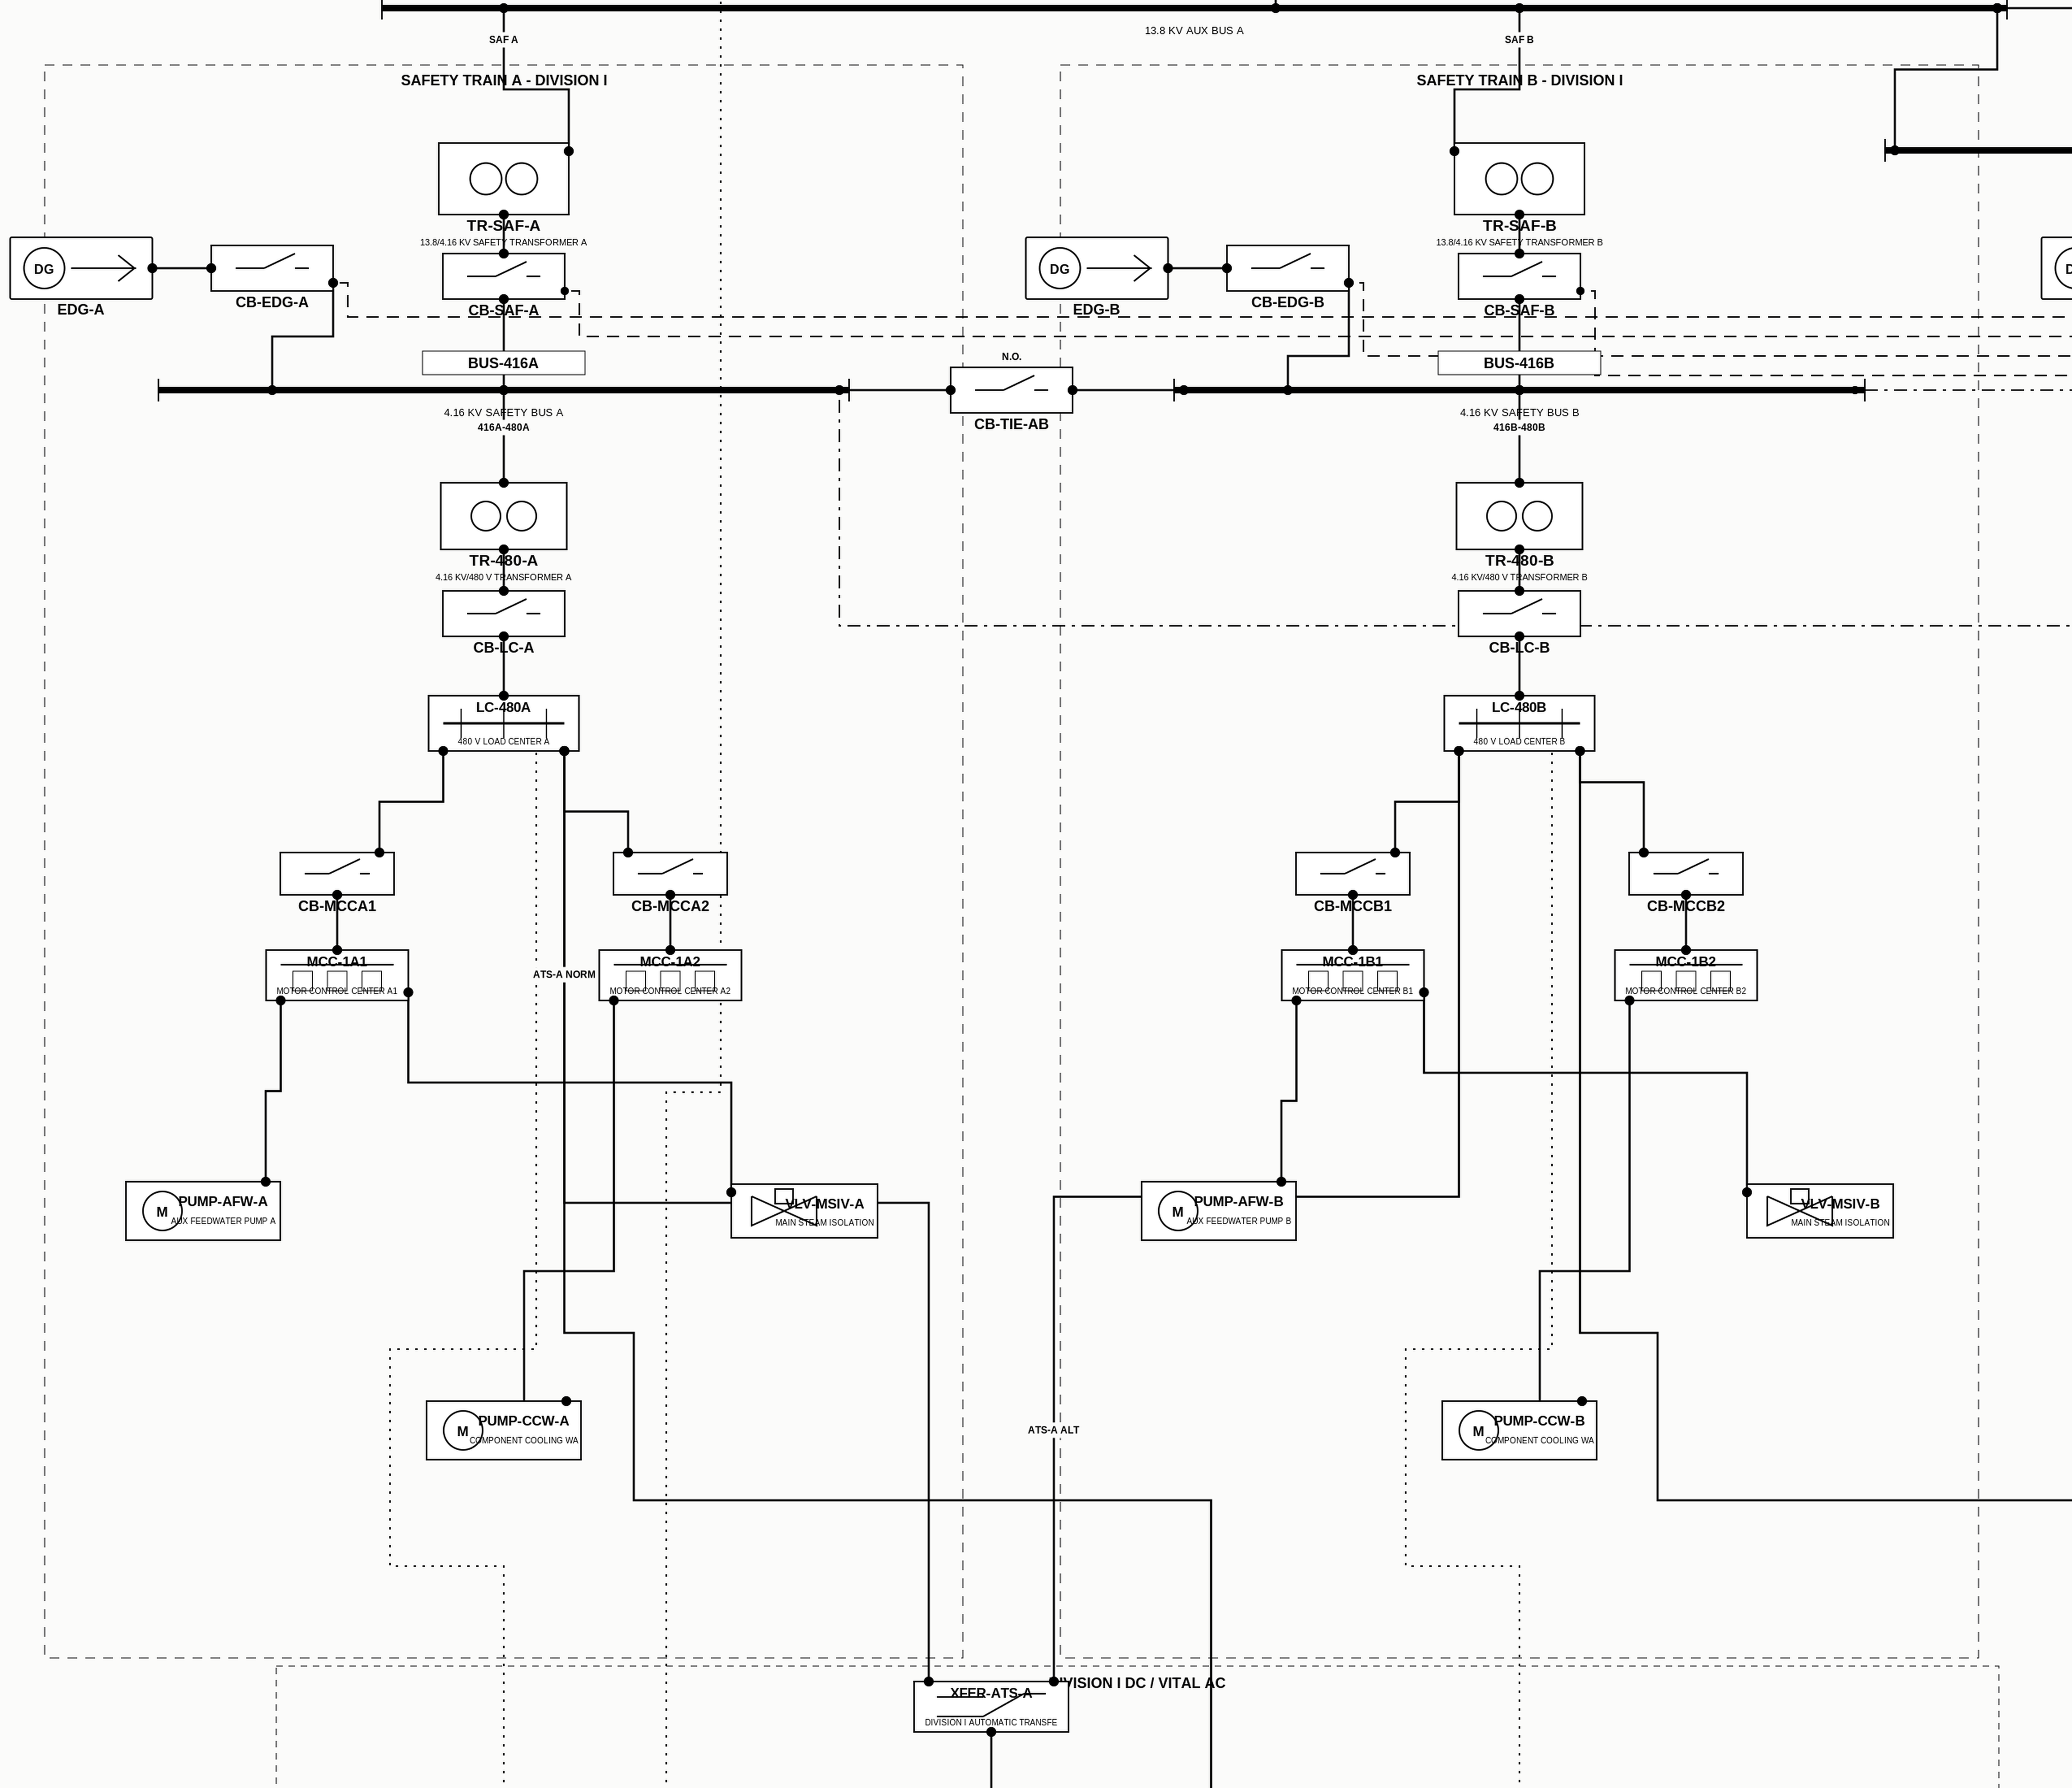 13.8 KV AUX BUS A
SAF A
SAF B
SAFETY TRAIN A - DIVISION I
SAFETY TRAIN B - DIVISION I
TR-SAF-A
13.8/4.16 KV SAFETY TRANSFORMER A
TR-SAF-B
13.8/4.16 KV SAFETY TRANSFORMER B
DG
EDG-A
CB-EDG-A
CB-SAF-A
DG
EDG-B
CB-EDG-B
CB-SAF-B
BUS-416A
N.O.
BUS-416B
4.16 KV SAFETY BUS A
416A-480A
CB-TIE-AB
4.16 KV SAFETY BUS B
416B-480B
TR-480-A
4.16 KV/480 V TRANSFORMER A
TR-480-B
4.16 KV/480 V TRANSFORMER B
CB-LC-A
CB-LC-B
LC-480A
480 V LOAD CENTER A
LC-480B
480 V LOAD CENTER B
CB-MCCA1
CB-MCCA2
CB-MCCB1
CB-MCCB2
MCC-1A1
MOTOR CONTROL CENTER A1
ATS-A NORM
MCC-1A2
MOTOR CONTROL CENTER A2
MCC-1B1
MOTOR CONTROL CENTER B1
MCC-1B2
MOTOR CONTROL CENTER B2
M
PUMP-AFW-A
AUX FEEDWATER PUMP A
VLV-MSIV-A
MAIN STEAM ISOLATION
M
PUMP-AFW-B
AUX FEEDWATER PUMP B
VLV-MSIV-B
MAIN STEAM ISOLATION
M
PUMP-CCW-A
COMPONENT COOLING WA
ATS-A ALT
M
PUMP-CCW-B
COMPONENT COOLING WA
VISION I DC / VITAL AC
XFER-ATS-A
DIVISION I AUTOMATIC TRANSFE